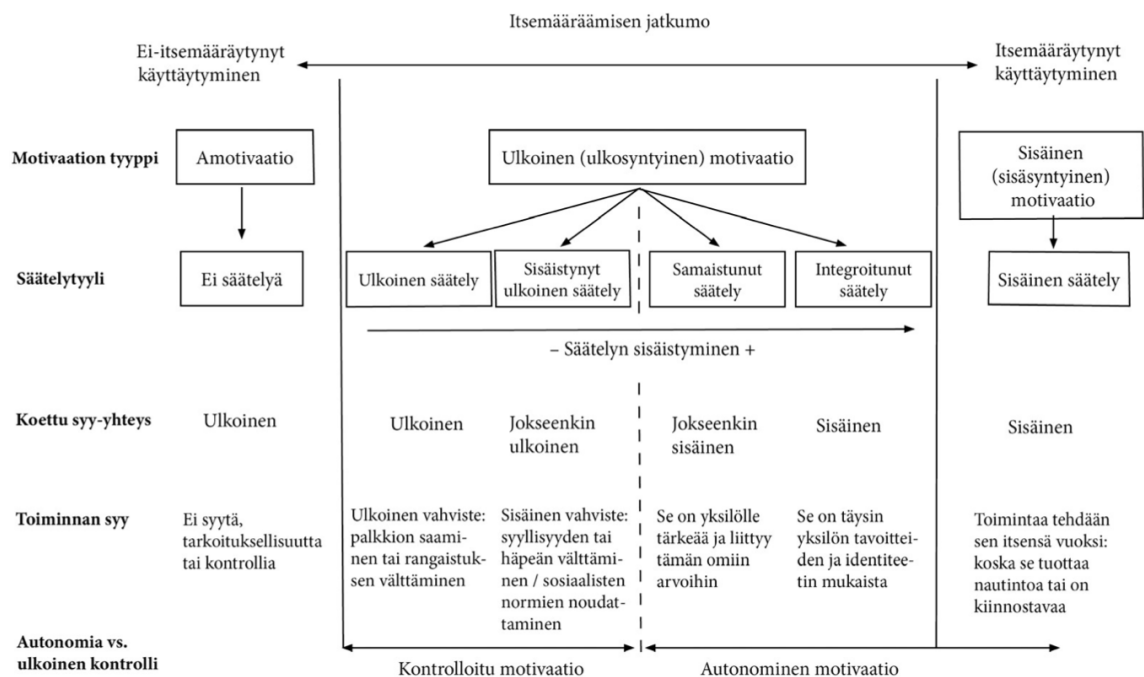 Itsemääräämisen jatkumo
Ei-itsemääräytynyt
käyttäytyminen
Itsemääräytynyt
käyttäytyminen
Motivaation tyyppi
Amotivaatio
Ulkoinen (ulkosyntyinen) motivaatio
Sisäinen
(sisäsyntyinen)
motivaatio
Säätelytyyli
Ei säätelyä
Ulkoinen säätely
Sisäistynyt
ulkoinen säätely
Samaistunut
säätely
Integroitunut
säätely
Sisäinen säätely
– Säätelyn sisäistyminen +
Koettu syy-yhteys
Ulkoinen
Ulkoinen
Jokseenkin
ulkoinen
Jokseenkin
sisäinen
Sisäinen
Sisäinen
Toiminnan syy
Ei syytä,
tarkoituksellisuutta
tai kontrollia
Ulkoinen vahviste:
palkkion saami-
nen tai rangaistuk-
sen välttäminen
Sisäinen vahviste:
syyllisyyden tai
häpeän välttämi-
nen / sosiaalisten
normien noudat-
taminen
Se on yksilölle
tärkeää ja liittyy
tämän omiin
arvoihin
Se on täysin
yksilön tavoittei-
den ja identitee-
tin mukaista
Toimintaa tehdään
sen itsensä vuoksi:
koska se tuottaa
nautintoa tai on
kiinnostavaa
Autonomia vs.
ulkoinen kontrolli
Kontrolloitu motivaatio
Autonominen motivaatio